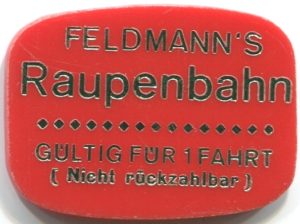 FELDMANN'S
Raupenbahn
GÜLTIG FÜR 1 FAHRT
( Nicht rückzahlbar )